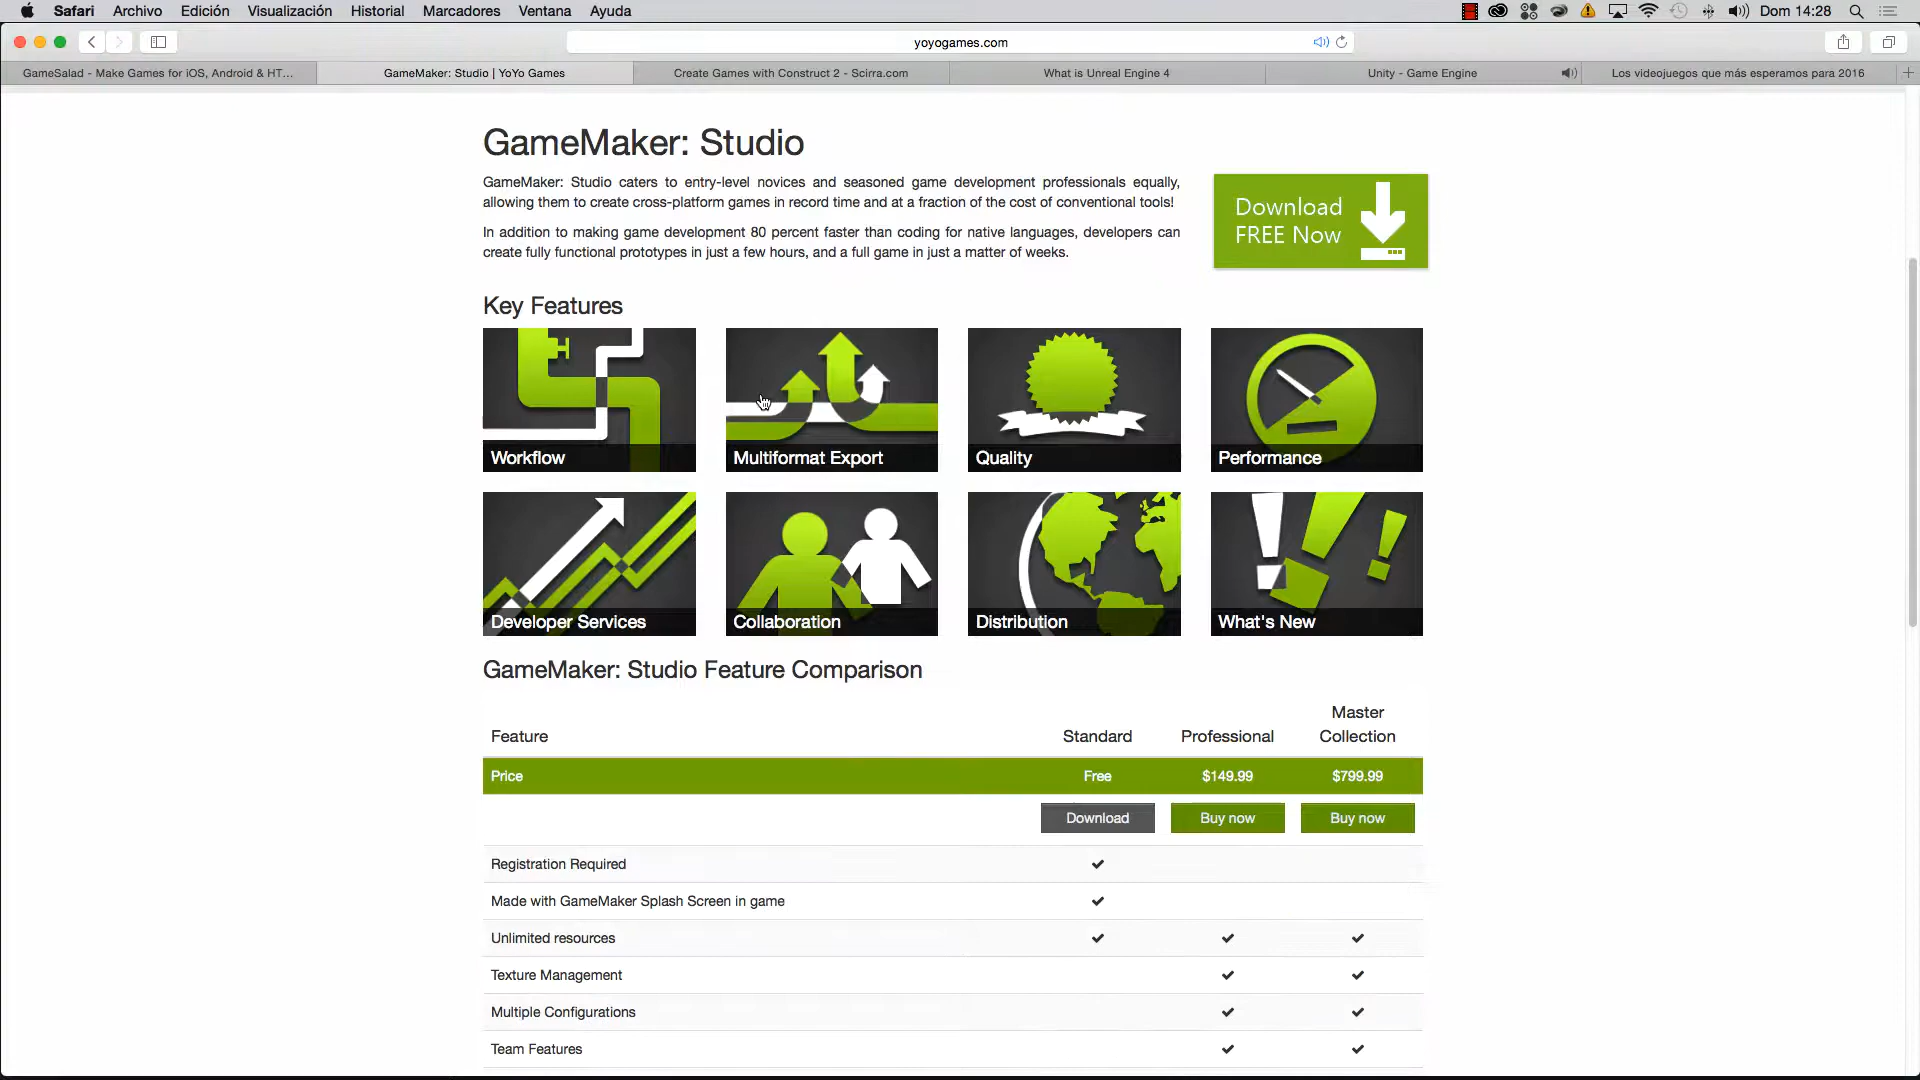 Safari Archivo Edición Visualización Historial Marcadores Ventana Ayuda Dom 14:28
yoyogames.com
GameSalad - Make Games for iOS, Android & HT... GameMaker: Studio | YoYo Games Create Games with Construct 2 - Scirra.com What is Unreal Engine 4 Unity - Game Engine Los videojuegos que más esperamos para 2016
GameMaker: Studio
GameMaker: Studio caters to entry-level novices and seasoned game development professionals equally,
allowing them to create cross-platform games in record time and at a fraction of the cost of conventional tools!
In addition to making game development 80 percent faster than coding for native languages, developers can
create fully functional prototypes in just a few hours, and a full game in just a matter of weeks.
Download
FREE Now
Key Features
Workflow Multiformat Export Quality Performance
Developer Services Collaboration Distribution What's New
GameMaker: Studio Feature Comparison
Feature Standard Professional Master Collection
Price Free $149.99 $799.99
Download Buy now Buy now
Registration Required
Made with GameMaker Splash Screen in game
Unlimited resources
Texture Management
Multiple Configurations
Team Features